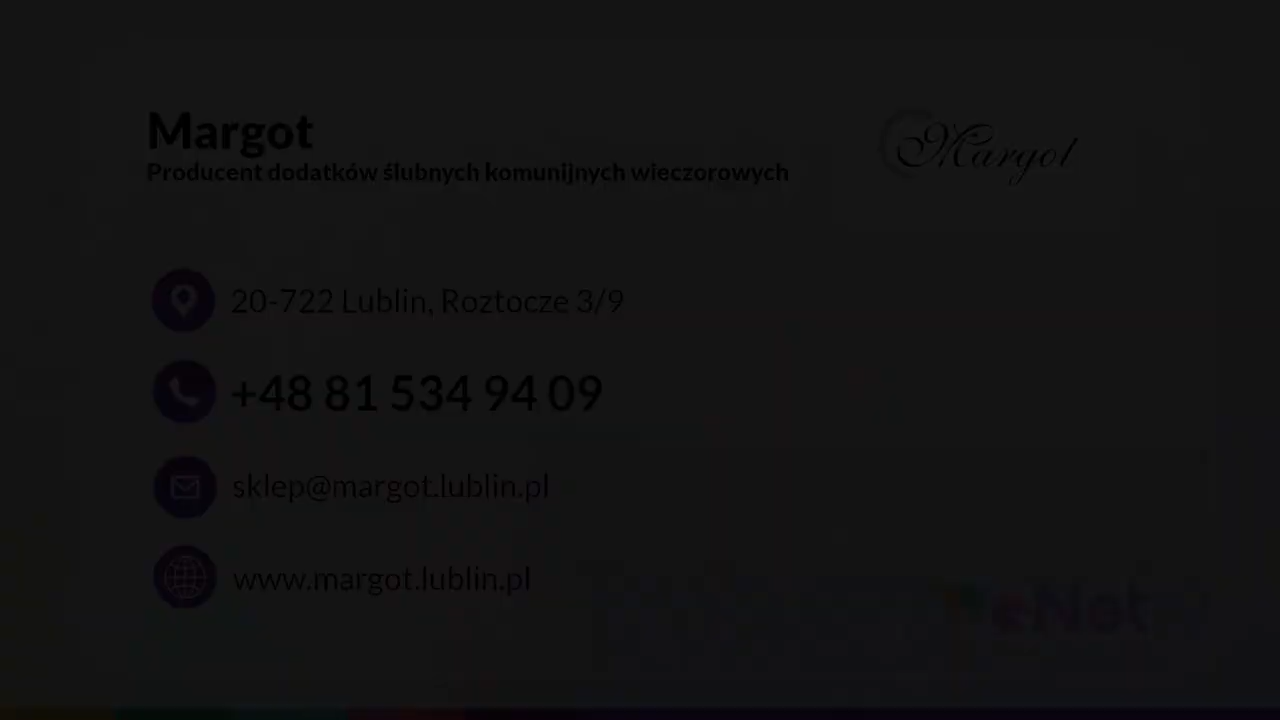 Margot
Producent dodatków ślubnych komunijnych wieczorowych
Margot
20-722 Lublin, Roztocze 3/9
+48 81 534 94 09
sklep@margot.lublin.pl
www.margot.lublin.pl